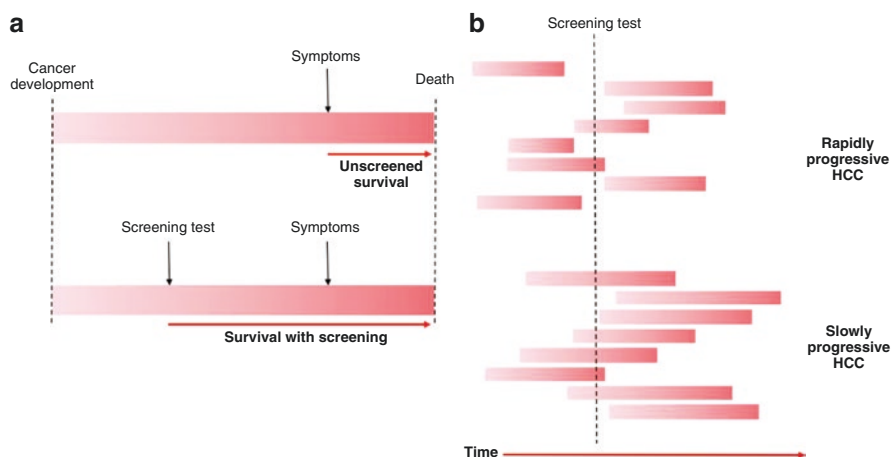 a
Cancer
development
Symptoms
Death
Unscreened
survival
Screening test
Symptoms
Survival with screening
b
Screening test
Rapidly
progressive
HCC
Slowly
progressive
HCC
Time